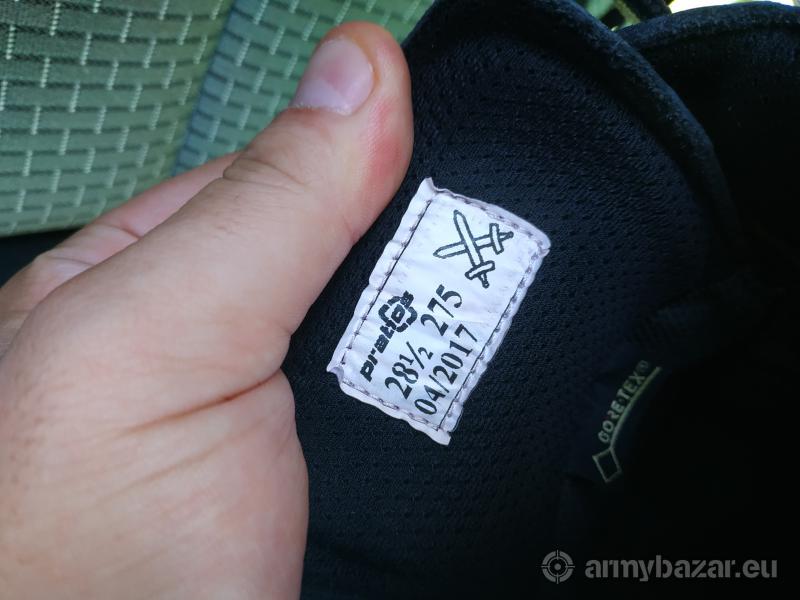 prabos
28½ 275
04/2017
GORE-TEX®
armybazar.eu